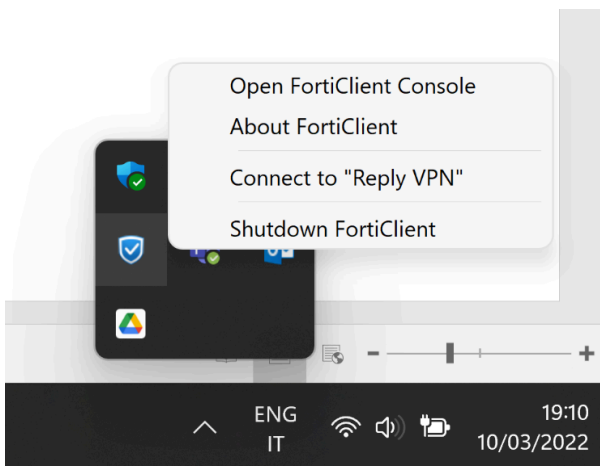 Open FortiClient Console
About FortiClient
Connect to "Reply VPN"
Shutdown FortiClient
ENG
IT
19:10
10/03/2022